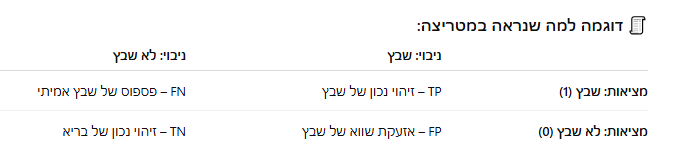 דוגמה למה שנראה במטריצה:
ניבוי: שבץ ניבוי: לא שבץ
מציאות: שבץ (1) TP – זיהוי נכון של שבץ FN – פספוס של שבץ אמיתי
מציאות: לא שבץ (0) FP – אזעקת שווא של שבץ TN – זיהוי נכון של בריא